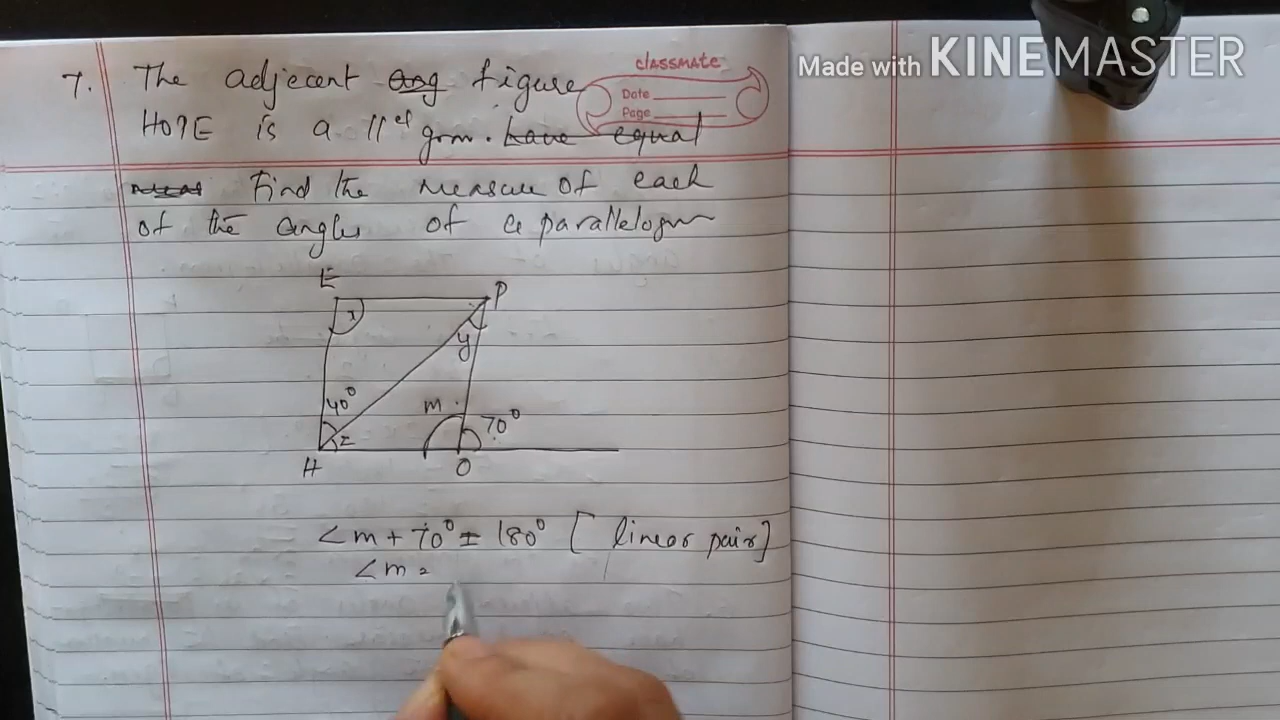 Made with KINEMASTER
classmate
Date
Page
7. The adjecent ang figure
HOPE is a ||el grm. have equal
meas Find the measure of each
of the angles of a parallelogm
E
P
x
y
40°
m
70°
z
H
O
∠m + 70° = 180° [ linear pair]
∠m =